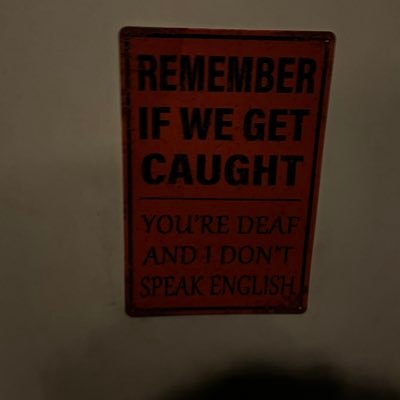 REMEMBER
IF WE GET
CAUGHT
YOU'RE DEAF
AND I DON'T
SPEAK ENGLISH